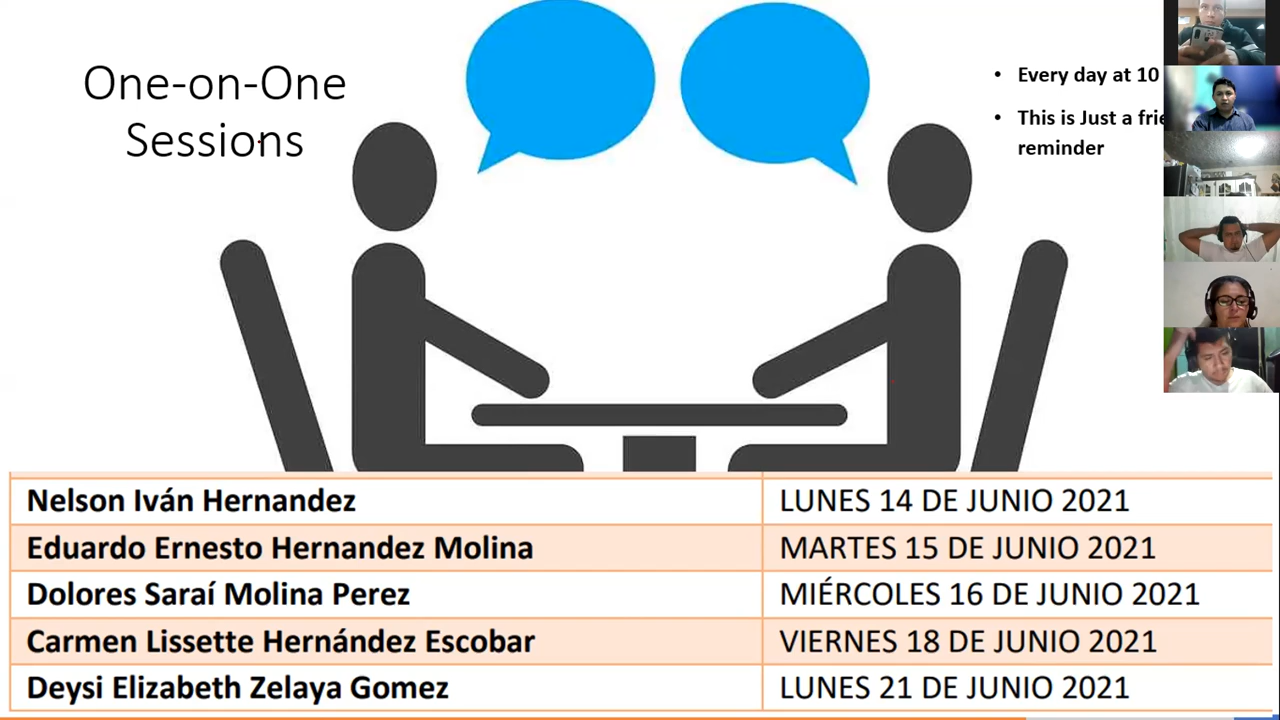 One-on-One
Sessions
• Every day at 10
• This is Just a
reminder
Nelson Iván Hernandez LUNES 14 DE JUNIO 2021
Eduardo Ernesto Hernandez Molina MARTES 15 DE JUNIO 2021
Dolores Saraí Molina Perez MIÉRCOLES 16 DE JUNIO 2021
Carmen Lissette Hernández Escobar VIERNES 18 DE JUNIO 2021
Deysi Elizabeth Zelaya Gomez LUNES 21 DE JUNIO 2021